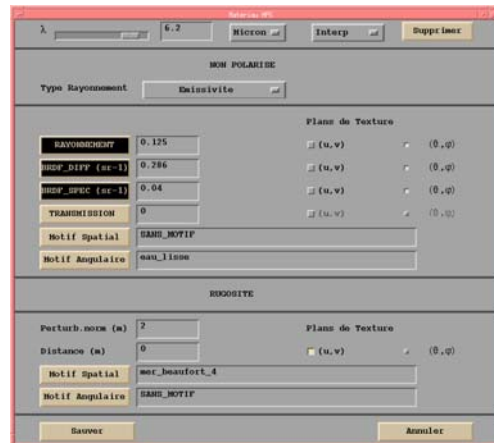 Materiau NPS
λ 6.2 Micron Interp Supprimer
NON POLARISE
Type Rayonnement Emissivite
Plans de Texture
RAYONNEMENT 0.125 (u,v) (θ,φ)
BRDF_DIFF (sr-1) 0.286 (u,v) (θ,φ)
BRDF_SPEC (sr-1) 0.04 (u,v) (θ,φ)
TRANSMISSION 0 (u,v) (θ,φ)
Motif Spatial SANS_MOTIF
Motif Angulaire eau_lisse
RUGOSITE
Perturb.norm (m) 2 Plans de Texture
Distance (m) 0 (u,v) (θ,φ)
Motif Spatial mer_beaufort_4
Motif Angulaire SANS_MOTIF
Sauver Annuler